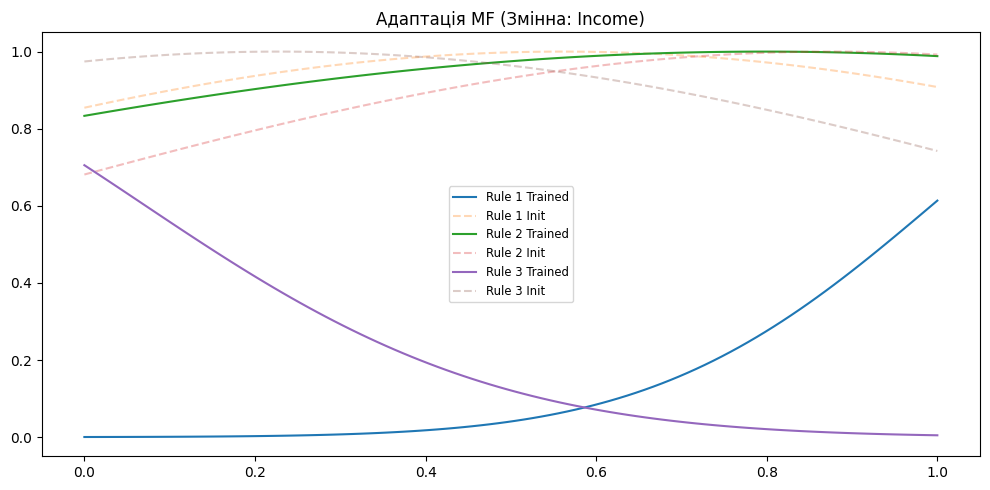 Адаптація MF (Змінна: Income)
1.0
0.8
0.6
0.4
0.2
0.0
Rule 1 Trained
Rule 1 Init
Rule 2 Trained
Rule 2 Init
Rule 3 Trained
Rule 3 Init
0.0 0.2 0.4 0.6 0.8 1.0